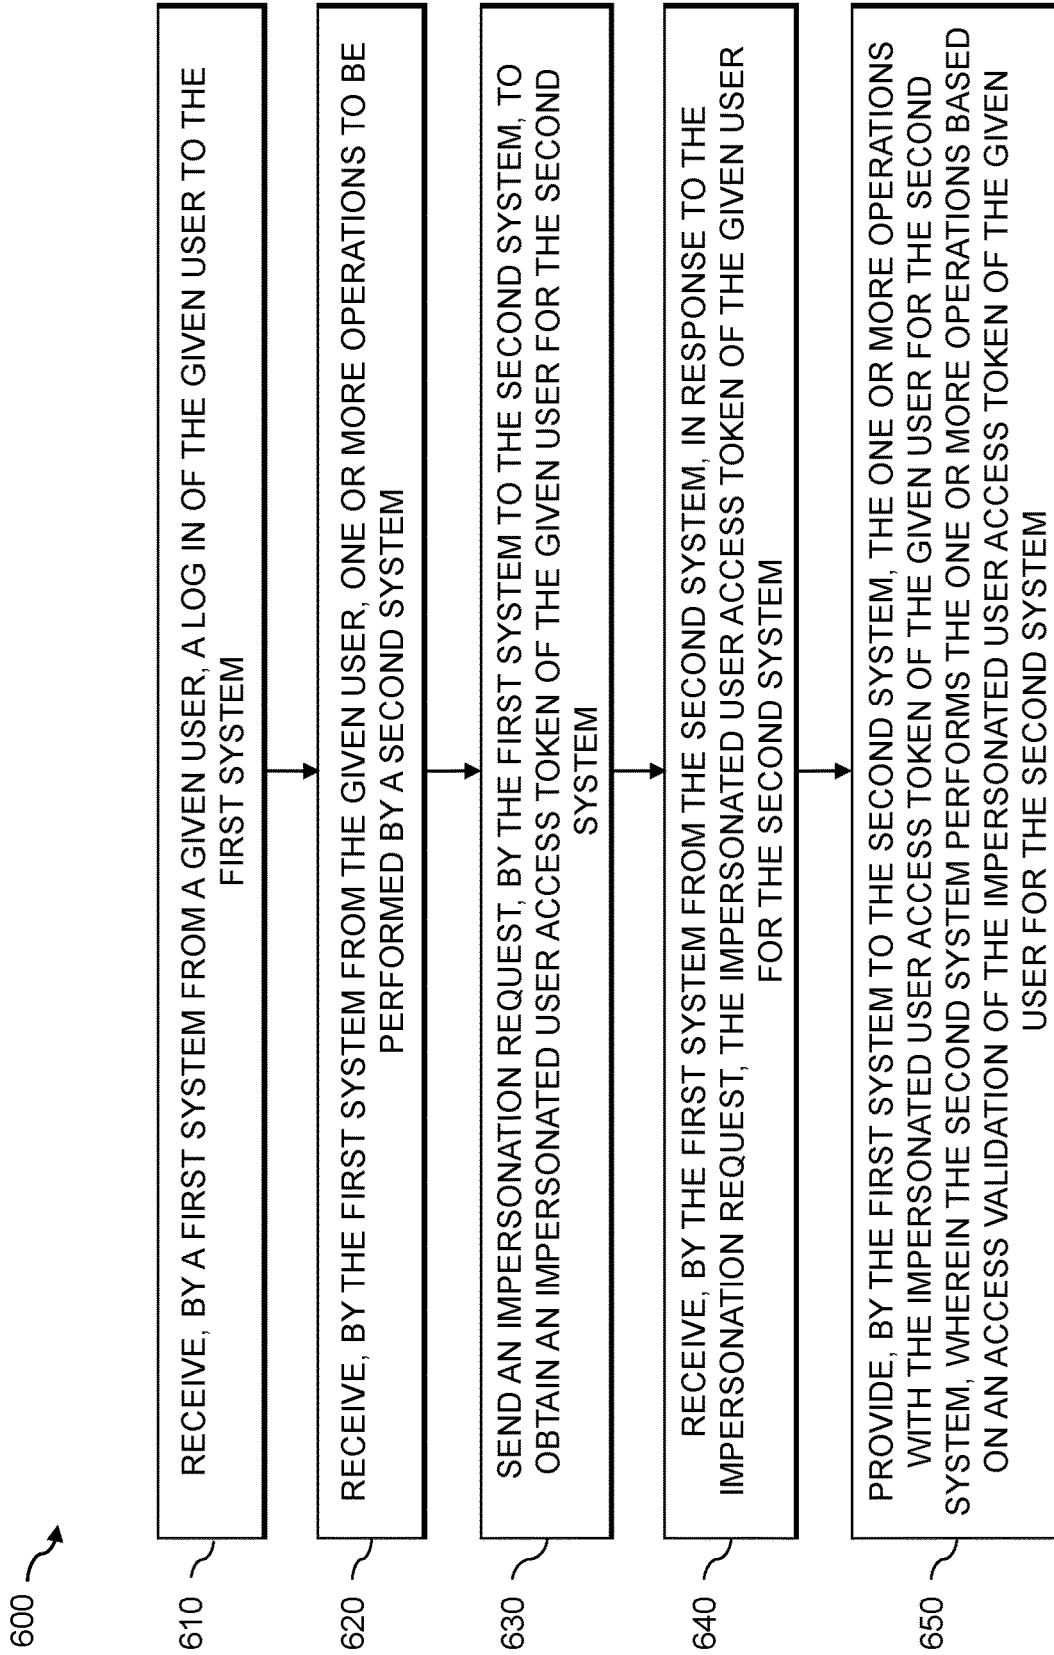 600
610
RECEIVE, BY A FIRST SYSTEM FROM A GIVEN USER, A LOG IN OF THE GIVEN USER TO THE
FIRST SYSTEM
620
RECEIVE, BY THE FIRST SYSTEM FROM THE GIVEN USER, ONE OR MORE OPERATIONS TO BE
PERFORMED BY A SECOND SYSTEM
630
SEND AN IMPERSONATION REQUEST, BY THE FIRST SYSTEM TO THE SECOND SYSTEM, TO
OBTAIN AN IMPERSONATED USER ACCESS TOKEN OF THE GIVEN USER FOR THE SECOND
SYSTEM
640
RECEIVE, BY THE FIRST SYSTEM FROM THE SECOND SYSTEM, IN RESPONSE TO THE
IMPERSONATION REQUEST, THE IMPERSONATED USER ACCESS TOKEN OF THE GIVEN USER
FOR THE SECOND SYSTEM
650
PROVIDE, BY THE FIRST SYSTEM TO THE SECOND SYSTEM, THE ONE OR MORE OPERATIONS
WITH THE IMPERSONATED USER ACCESS TOKEN OF THE GIVEN USER FOR THE SECOND
SYSTEM, WHEREIN THE SECOND SYSTEM PERFORMS THE ONE OR MORE OPERATIONS BASED
ON AN ACCESS VALIDATION OF THE IMPERSONATED USER ACCESS TOKEN OF THE GIVEN
USER FOR THE SECOND SYSTEM